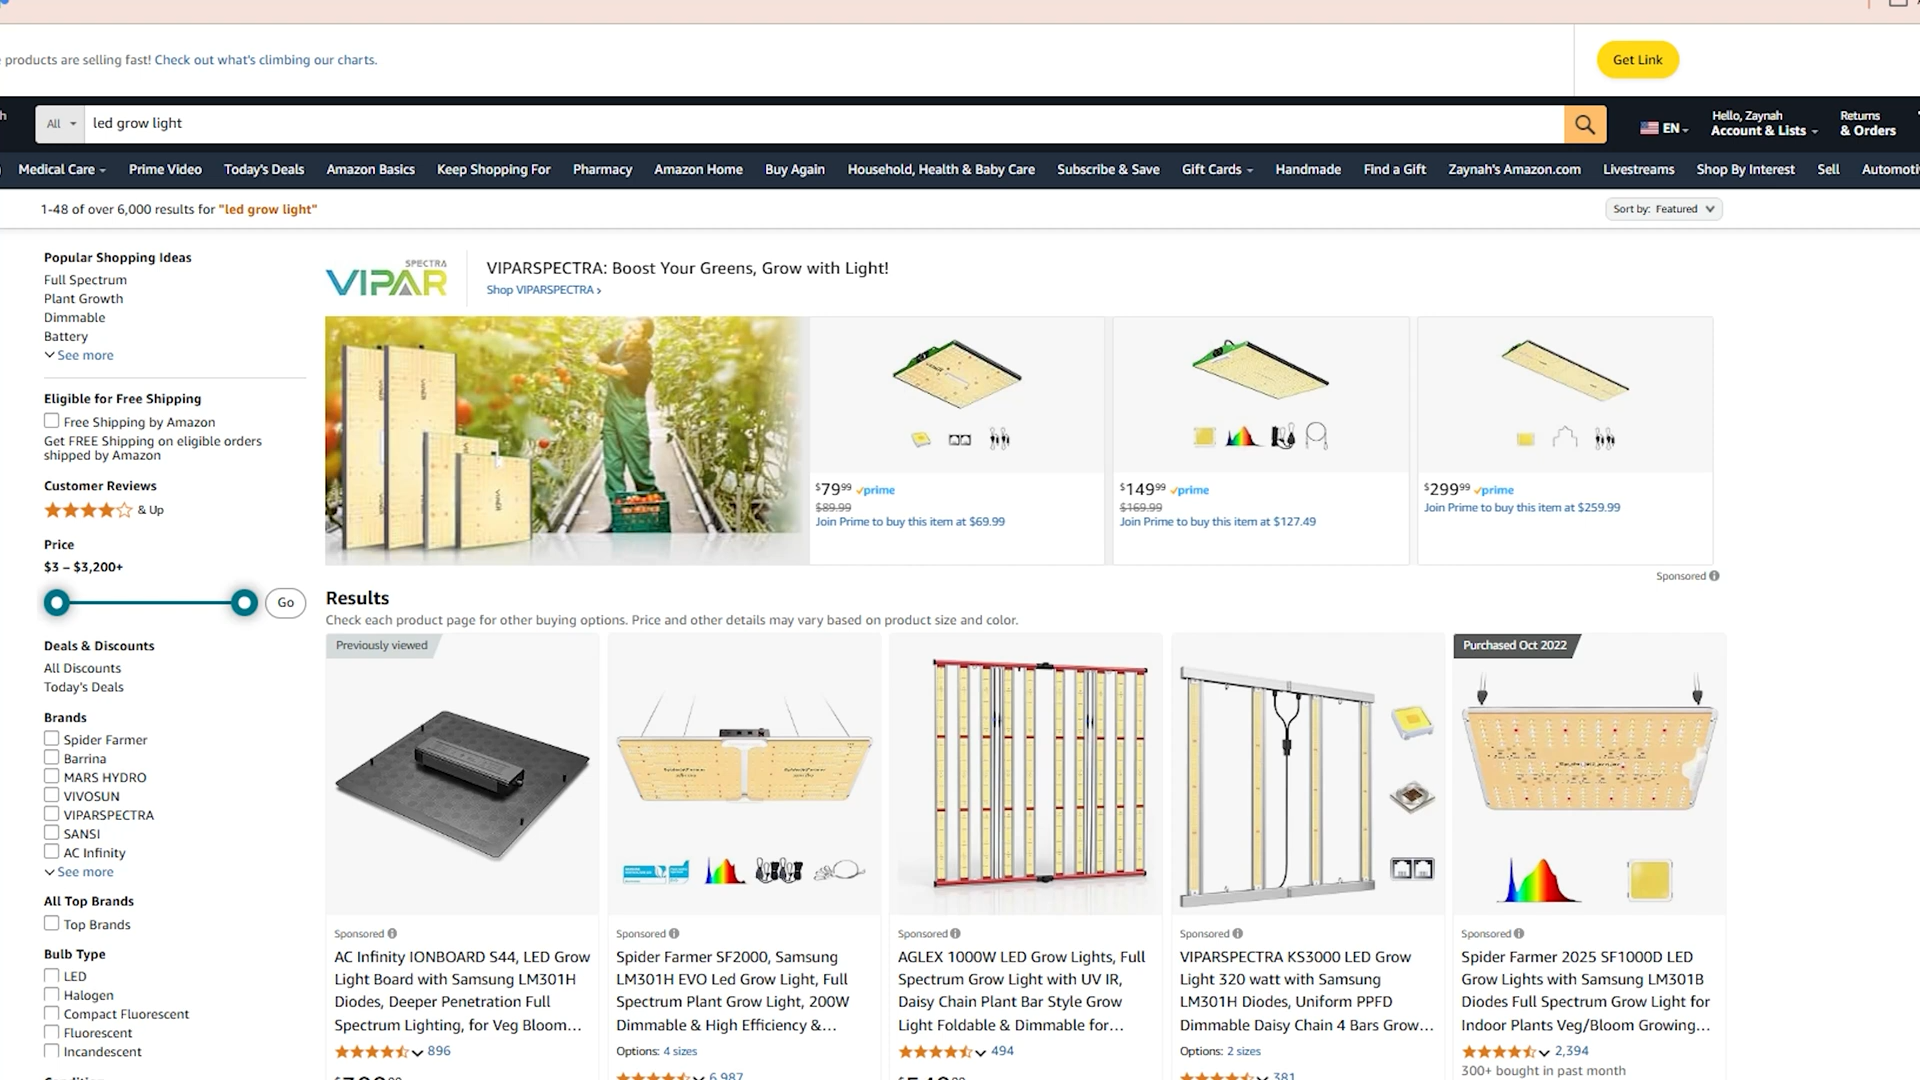 products are selling fast! Check out what's climbing our charts.
Get Link
All
led grow light
EN
Hello, Zaynah
Account & Lists
Returns
& Orders
Medical Care
Prime Video
Today's Deals
Amazon Basics
Keep Shopping For
Pharmacy
Amazon Home
Buy Again
Household, Health & Baby Care
Subscribe & Save
Gift Cards
Handmade
Find a Gift
Zaynah's Amazon.com
Livestreams
Shop By Interest
Sell
1-48 of over 6,000 results for "led grow light"
Sort by: Featured
Popular Shopping Ideas
Full Spectrum
Plant Growth
Dimmable
Battery
See more
Eligible for Free Shipping
Free Shipping by Amazon
Get FREE Shipping on eligible orders
shipped by Amazon
Customer Reviews
& Up
Price
$3 – $3,200+
Go
Deals & Discounts
All Discounts
Today's Deals
Brands
Spider Farmer
Barrina
MARS HYDRO
VIVOSUN
VIPARSPECTRA
SANSI
AC Infinity
See more
All Top Brands
Top Brands
Bulb Type
LED
Halogen
Compact Fluorescent
Fluorescent
Incandescent
SPECTRA
VIPAR
VIPARSPECTRA: Boost Your Greens, Grow with Light!
Shop VIPARSPECTRA ›
$79.99 prime
$89.99
Join Prime to buy this item at $69.99
$149.99 prime
$169.99
Join Prime to buy this item at $127.49
$299.99 prime
Join Prime to buy this item at $259.99
Sponsored
Results
Check each product page for other buying options. Price and other details may vary based on product size and color.
Previously viewed
Sponsored
AC Infinity IONBOARD S44, LED Grow
Light Board with Samsung LM301H
Diodes, Deeper Penetration Full
Spectrum Lighting, for Veg Bloom...
896
Sponsored
Spider Farmer SF2000, Samsung
LM301H EVO Led Grow Light, Full
Spectrum Plant Grow Light, 200W
Dimmable & High Efficiency &...
Options: 4 sizes
6,987
Sponsored
AGLEX 1000W LED Grow Lights, Full
Spectrum Grow Light with UV IR,
Daisy Chain Plant Bar Style Grow
Light Foldable & Dimmable for...
494
Sponsored
VIPARSPECTRA KS3000 LED Grow
Light 320 watt with Samsung
LM301H Diodes, Uniform PPFD
Dimmable Daisy Chain 4 Bars Grow...
Options: 2 sizes
381
Purchased Oct 2022
Sponsored
Spider Farmer 2025 SF1000D LED
Grow Lights with Samsung LM301B
Diodes Full Spectrum Grow Light for
Indoor Plants Veg/Bloom Growing...
2,394
300+ bought in past month